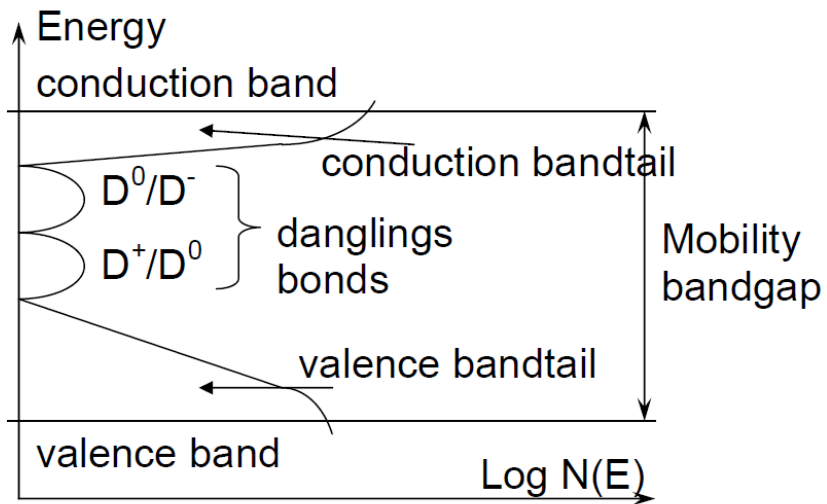 Energy
conduction band
conduction bandtail
D⁰/D⁻
danglings
bonds
D⁺/D⁰
Mobility
bandgap
valence bandtail
valence band
Log N(E)